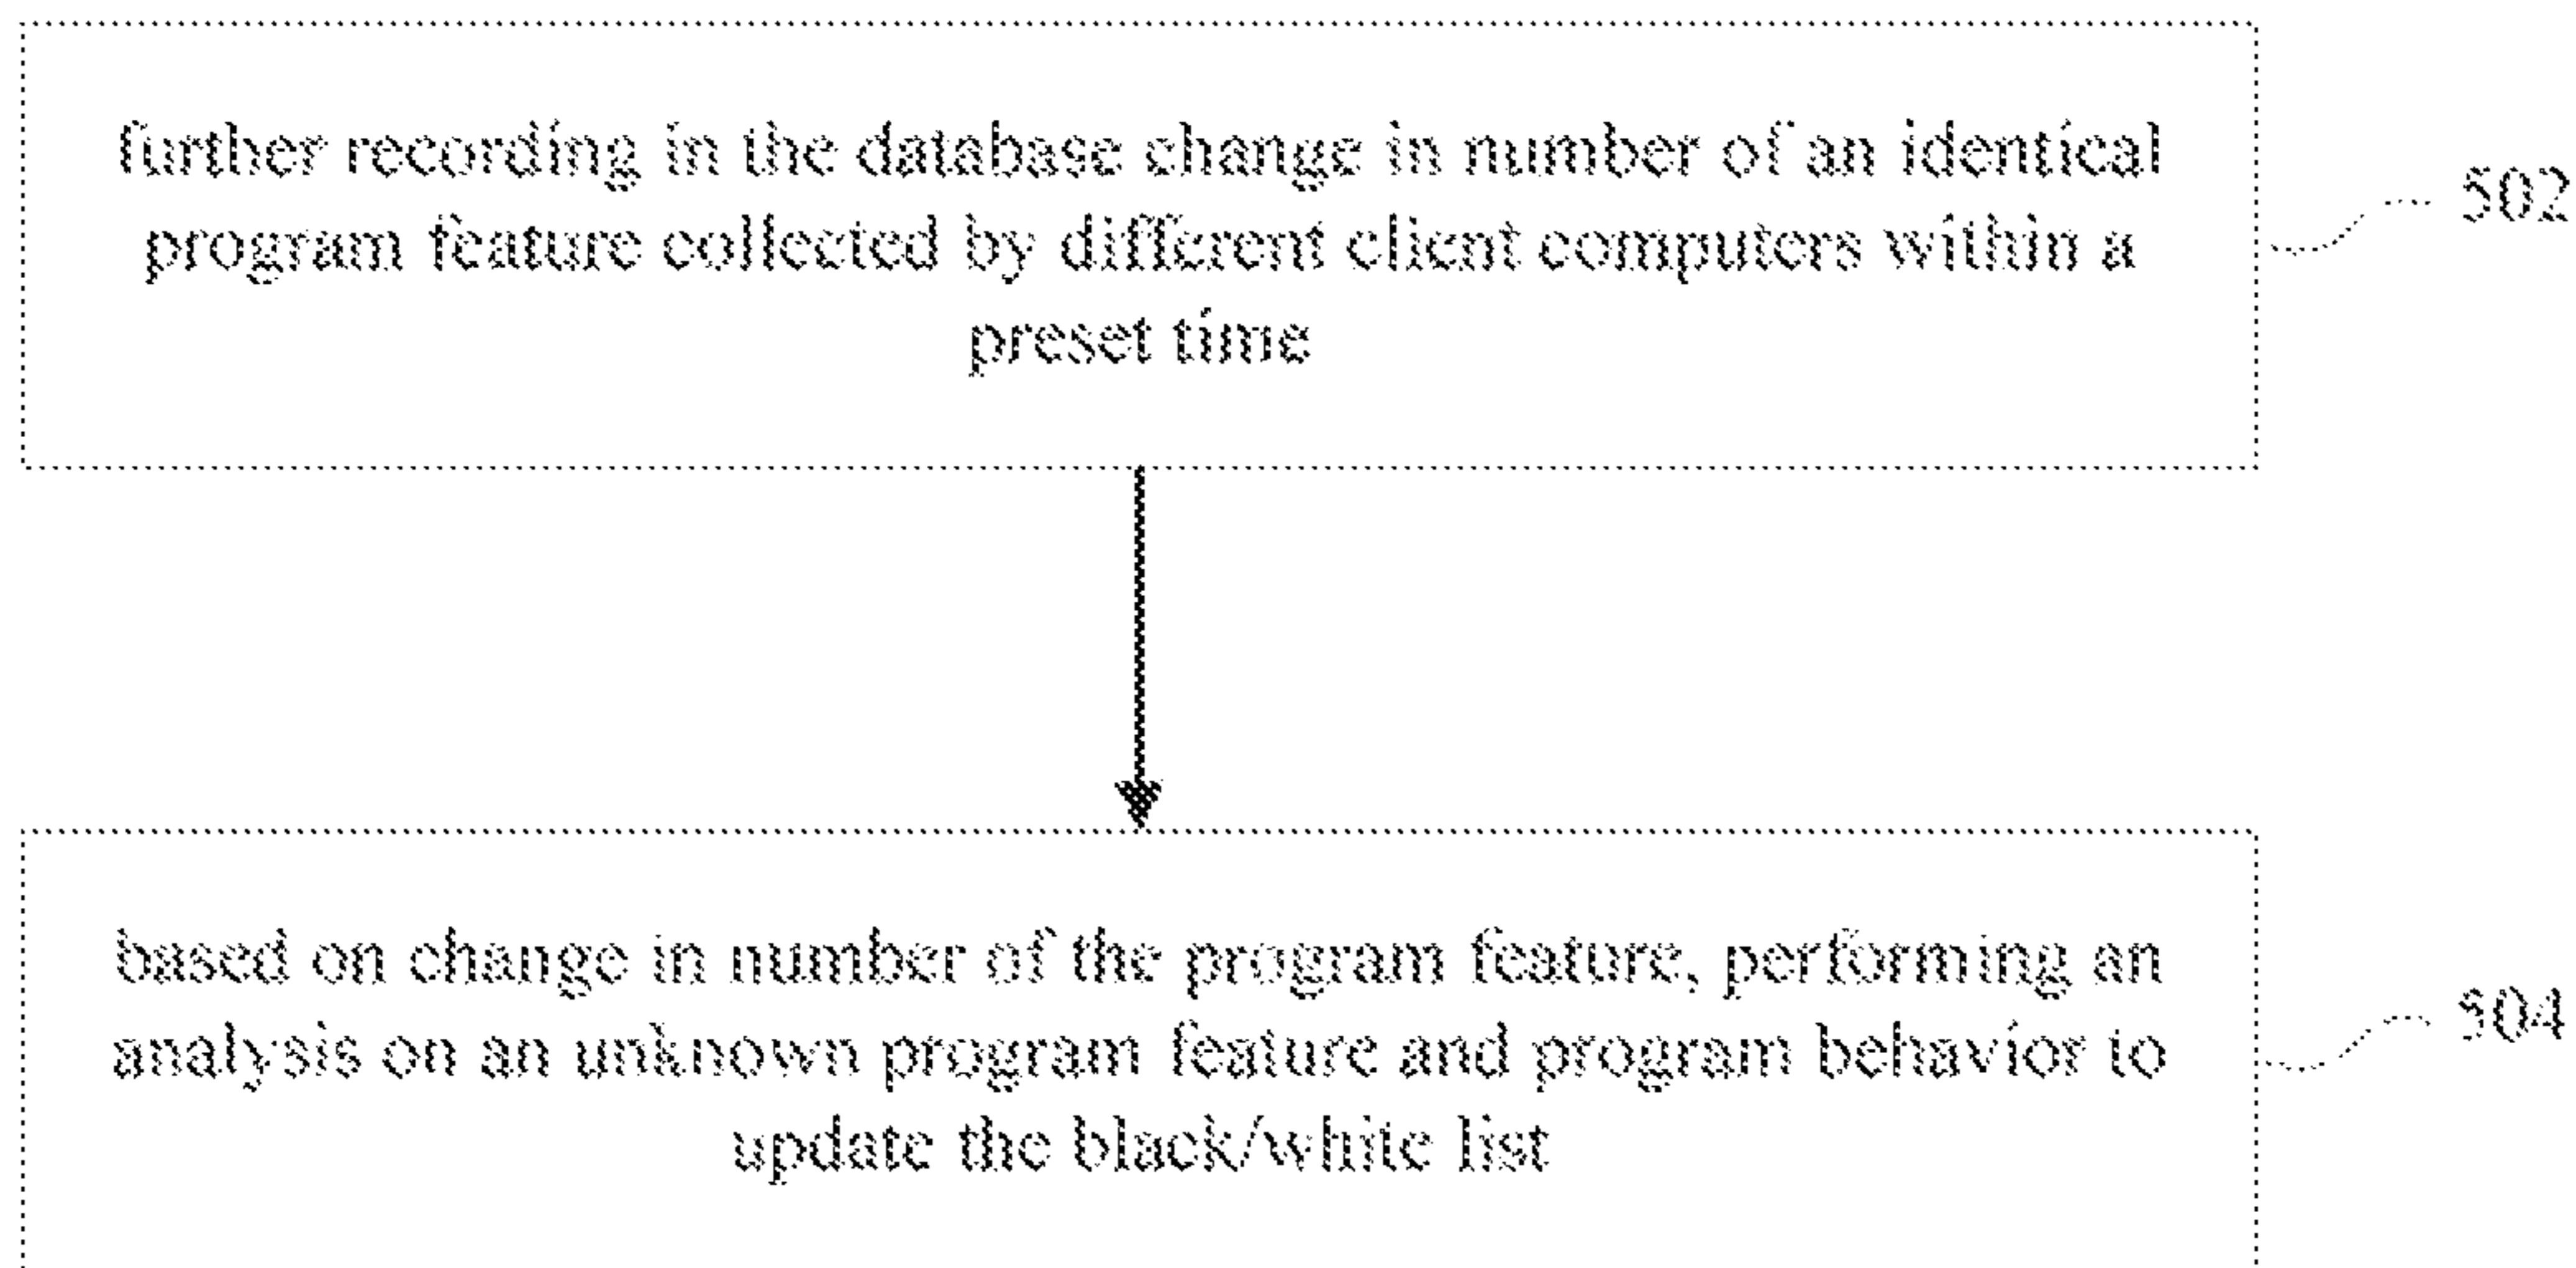 further recording in the database change in number of an identical
program feature collected by different client computers within a
preset time
502
based on change in number of the program feature, performing an
analysis on an unknown program feature and program behavior to
update the black/white list
504